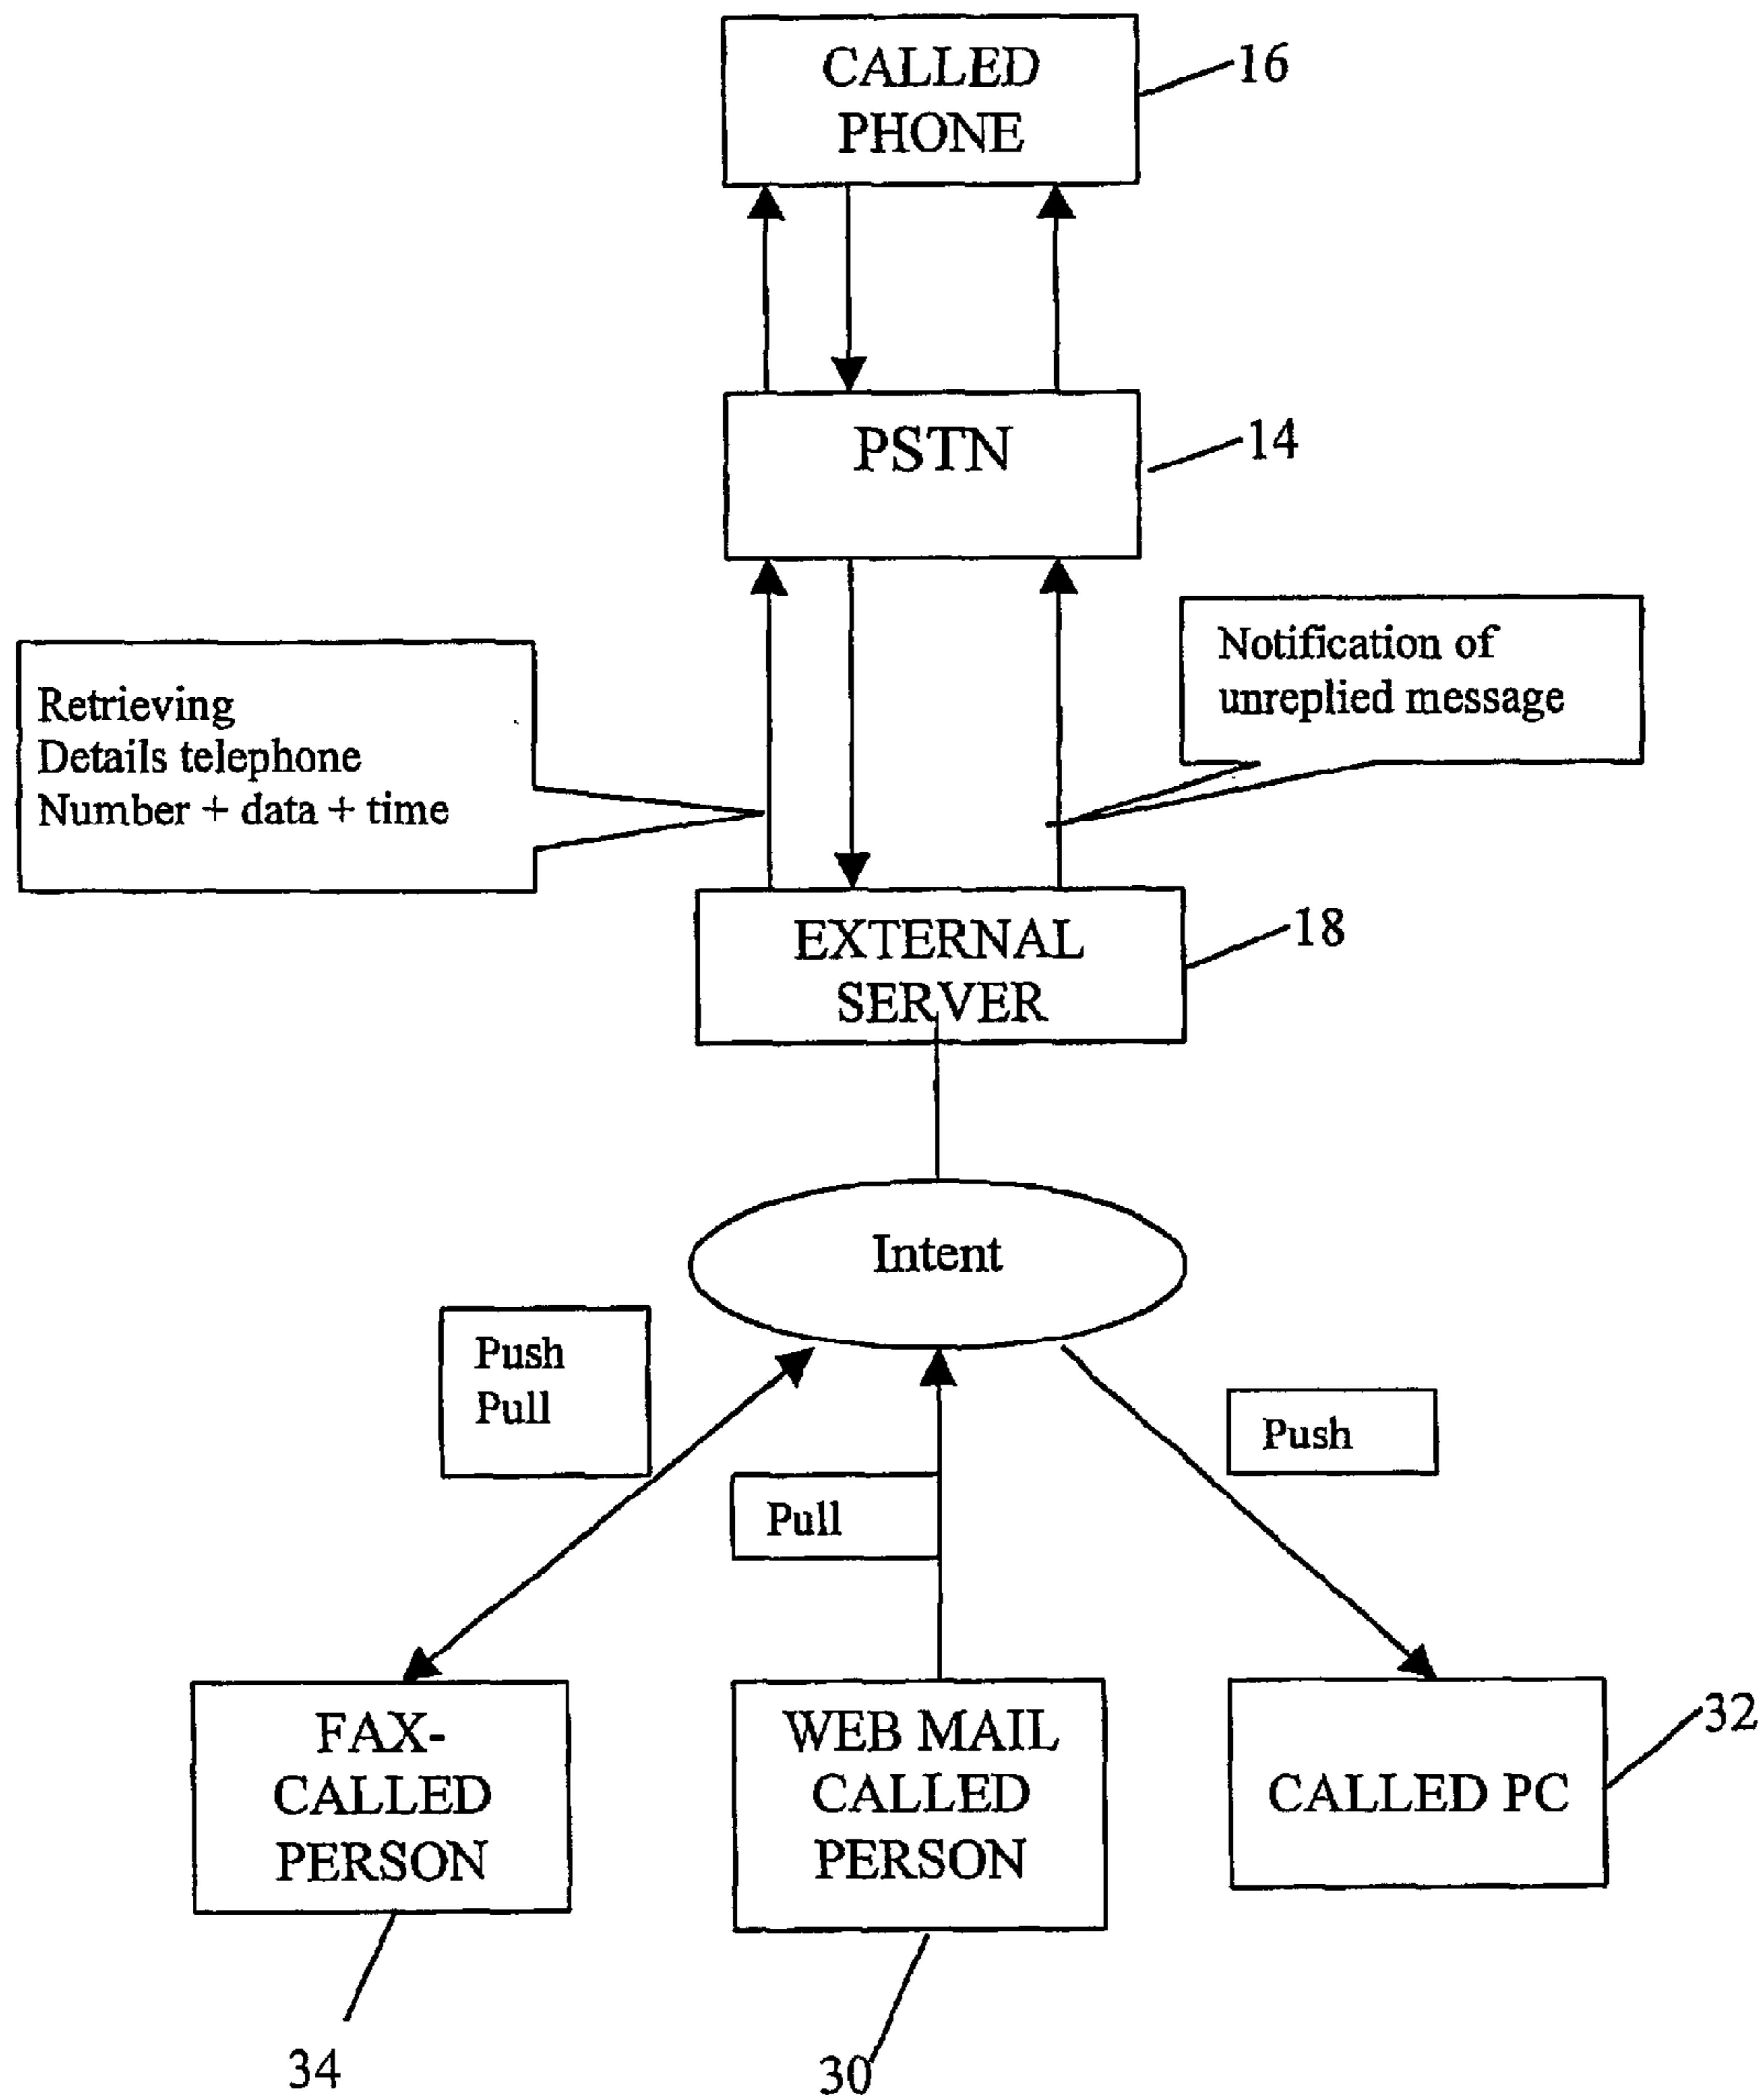 CALLED
PHONE
16
PSTN
14
Retrieving
Details telephone
Number + data + time
Notification of
unreplied message
EXTERNAL
SERVER
18
Intent
Push
Pull
Pull
Push
FAX-
CALLED
PERSON
WEB MAIL
CALLED
PERSON
CALLED PC
32
34
30